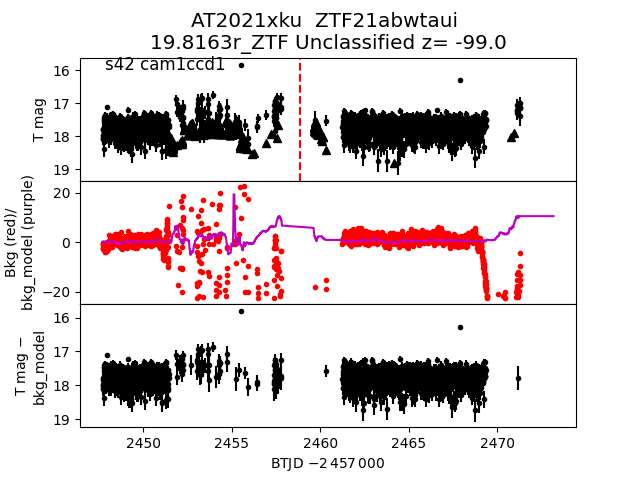 AT2021xku  ZTF21abwtaui
19.8163r_ZTF Unclassified z= -99.0
s42 cam1ccd1
T mag
16
17
18
19
Bkg (red)/
bkg_model (purple)
20
0
−20
T mag −
bkg_model
16
17
18
19
2450 2455 2460 2465 2470
BTJD −2 457 000